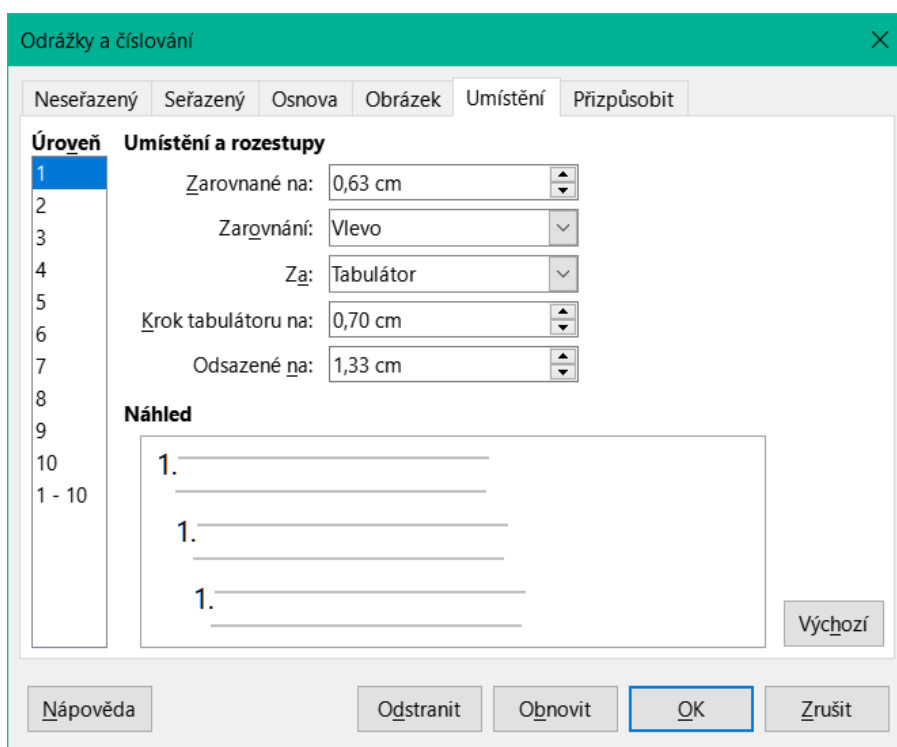 Odrážky a číslování
Neseřazený Seřazený Osnova Obrázek Umístění Přizpůsobit
Úroveň
1
2
3
4
5
6
7
8
9
10
1 - 10
Umístění a rozestupy
Zarovnané na: 0,63 cm
Zarovnání: Vlevo
Za: Tabulátor
Krok tabulátoru na: 0,70 cm
Odsazené na: 1,33 cm
Náhled
1.
1.
1.
Výchozí
Nápověda Odstranit Obnovit OK Zrušit